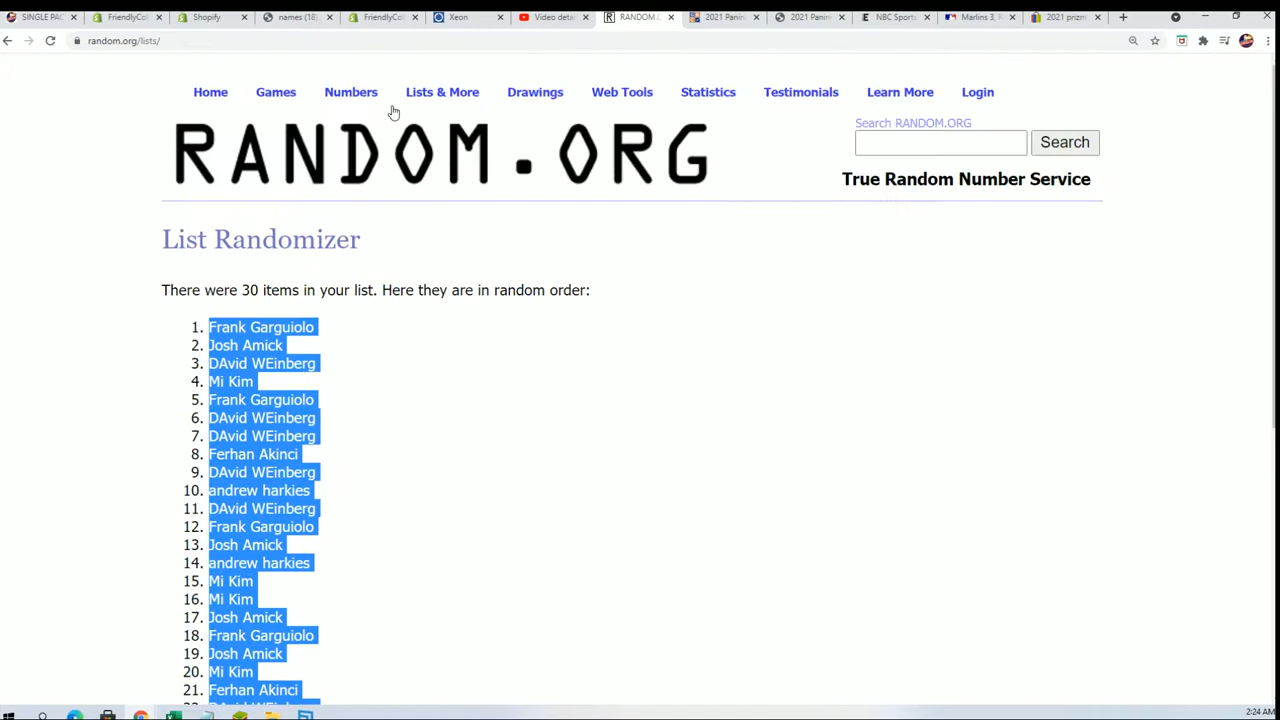 SINGLE PAC
FriendlyCol
Shopify
names (18)
FriendlyCol
Xeon
Video deta
RANDOM.O
2021 Panin
2021 Panin
NBC Sports
Marlins 3, R
2021 prizm
random.org/lists/
Home Games Numbers Lists & More Drawings Web Tools Statistics Testimonials Learn More Login
RANDOM.ORG
Search RANDOM.ORG
Search
True Random Number Service
List Randomizer
There were 30 items in your list. Here they are in random order:
1. Frank Garguiolo
2. Josh Amick
3. DAvid WEinberg
4. Mi Kim
5. Frank Garguiolo
6. DAvid WEinberg
7. DAvid WEinberg
8. Ferhan Akinci
9. DAvid WEinberg
10. andrew harkies
11. DAvid WEinberg
12. Frank Garguiolo
13. Josh Amick
14. andrew harkies
15. Mi Kim
16. Mi Kim
17. Josh Amick
18. Frank Garguiolo
19. Josh Amick
20. Mi Kim
21. Ferhan Akinci
2:24 AM